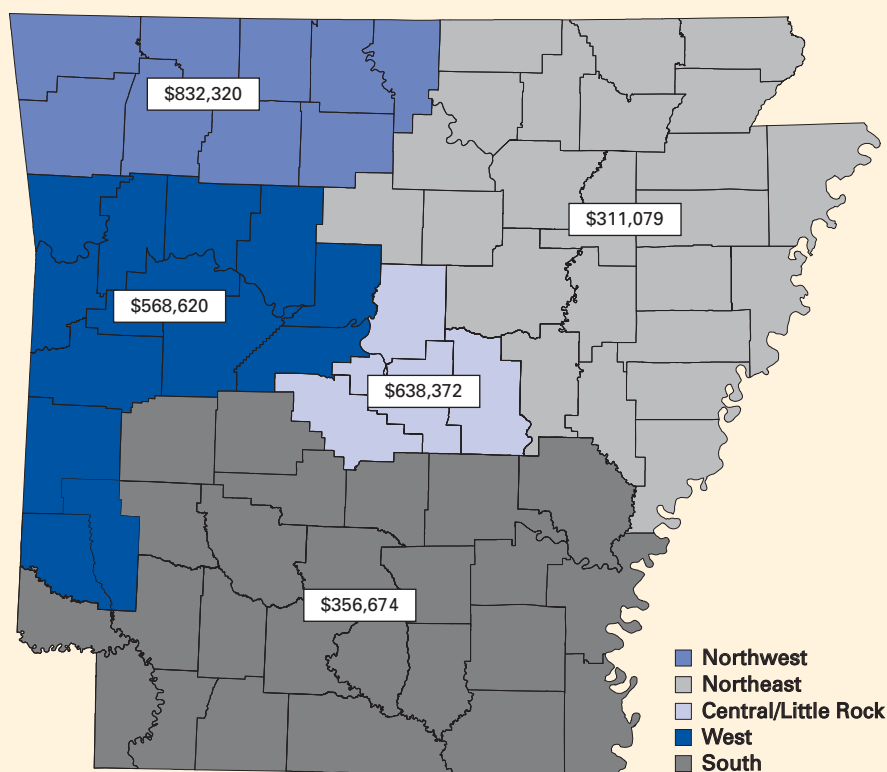 $832,320
$311,079
$568,620
$638,372
$356,674
Northwest
Northeast
Central/Little Rock
West
South